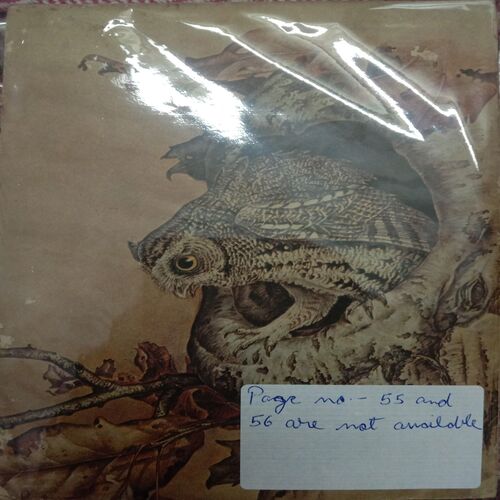 Page no.- 55 and
56 are not available